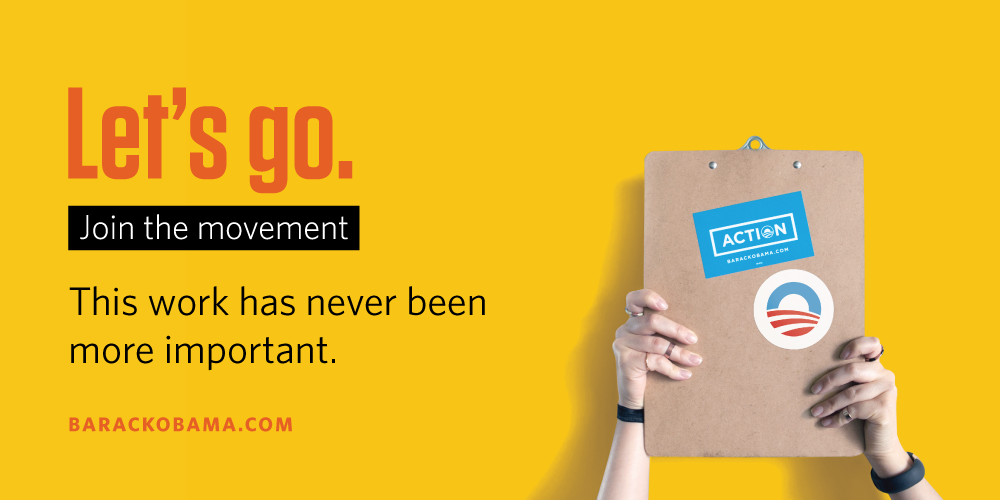 Let's go.
Join the movement
This work has never been
more important.
BARACKOBAMA.COM
ACTION
BARACKOBAMA.COM